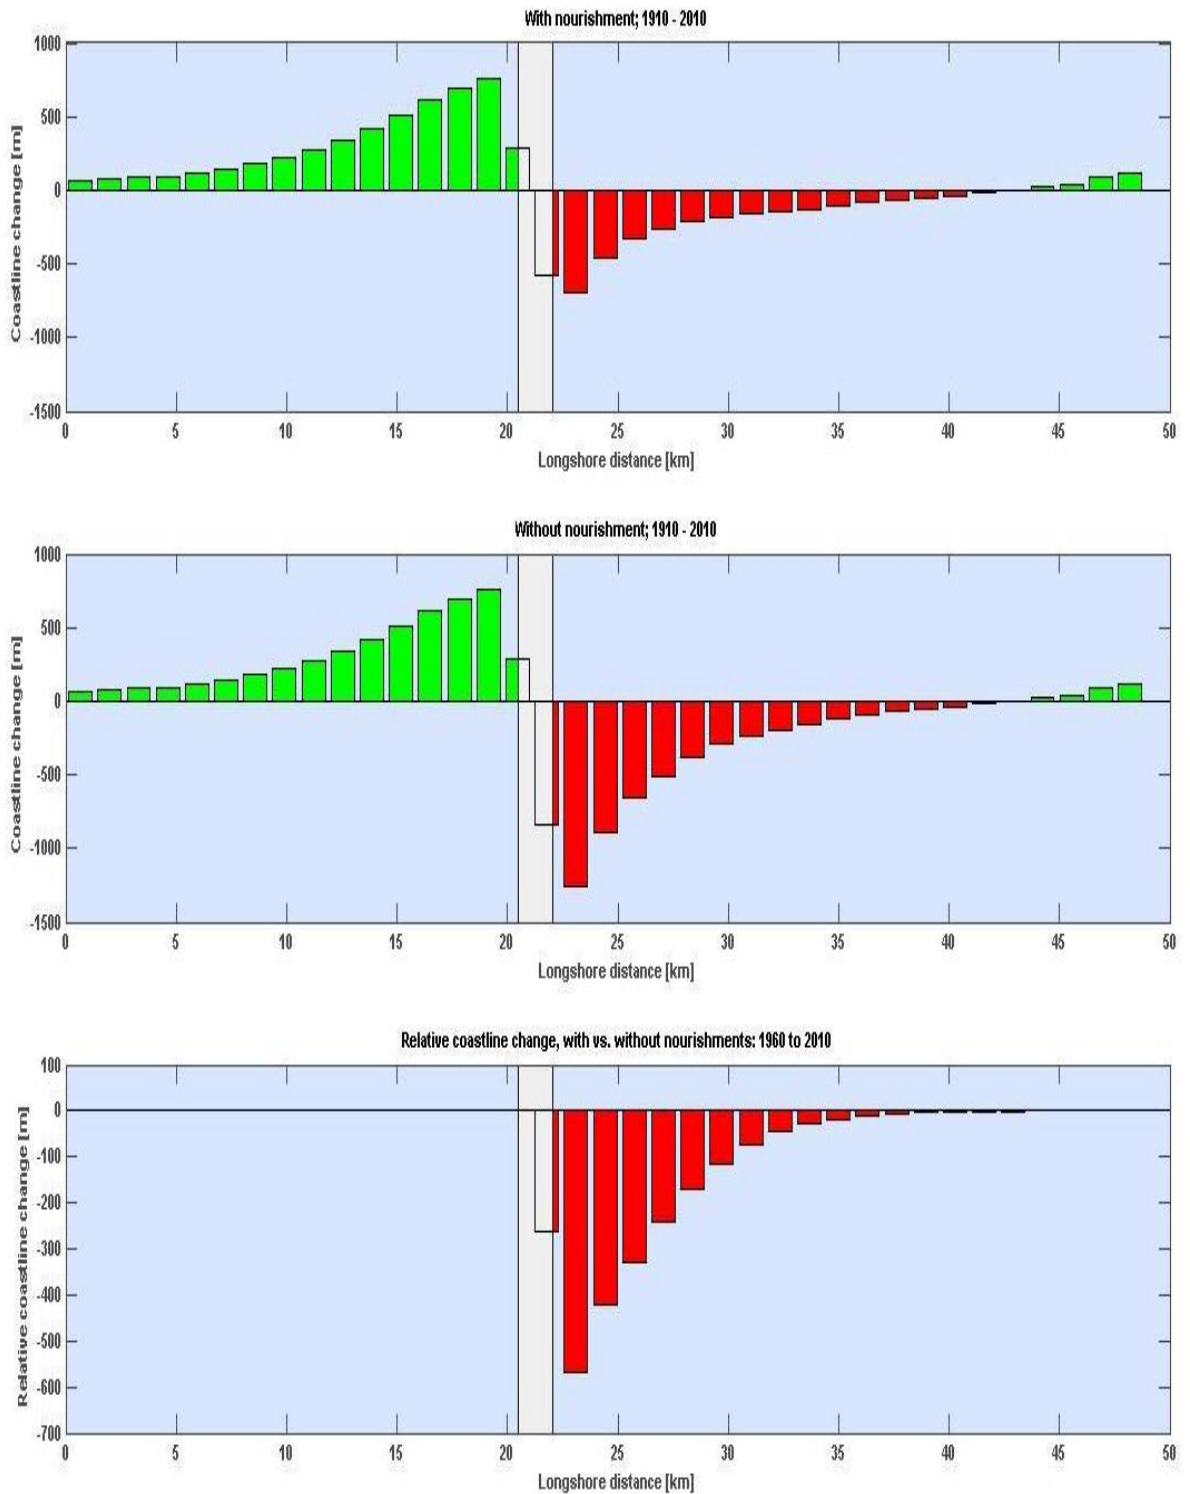 With nourishment; 1910 - 2010
1000
500
0
-500
-1000
-1500
Coastline change [m]
0 5 10 15 20 25 30 35 40 45 50
Longshore distance [km]
Without nourishment; 1910 - 2010
1000
500
0
-500
-1000
-1500
Coastline change [m]
0 5 10 15 20 25 30 35 40 45 50
Longshore distance [km]
Relative coastline change, with vs. without nourishments: 1960 to 2010
100
0
-100
-200
-300
-400
-500
-600
-700
Relative coastline change [m]
0 5 10 15 20 25 30 35 40 45 50
Longshore distance [km]